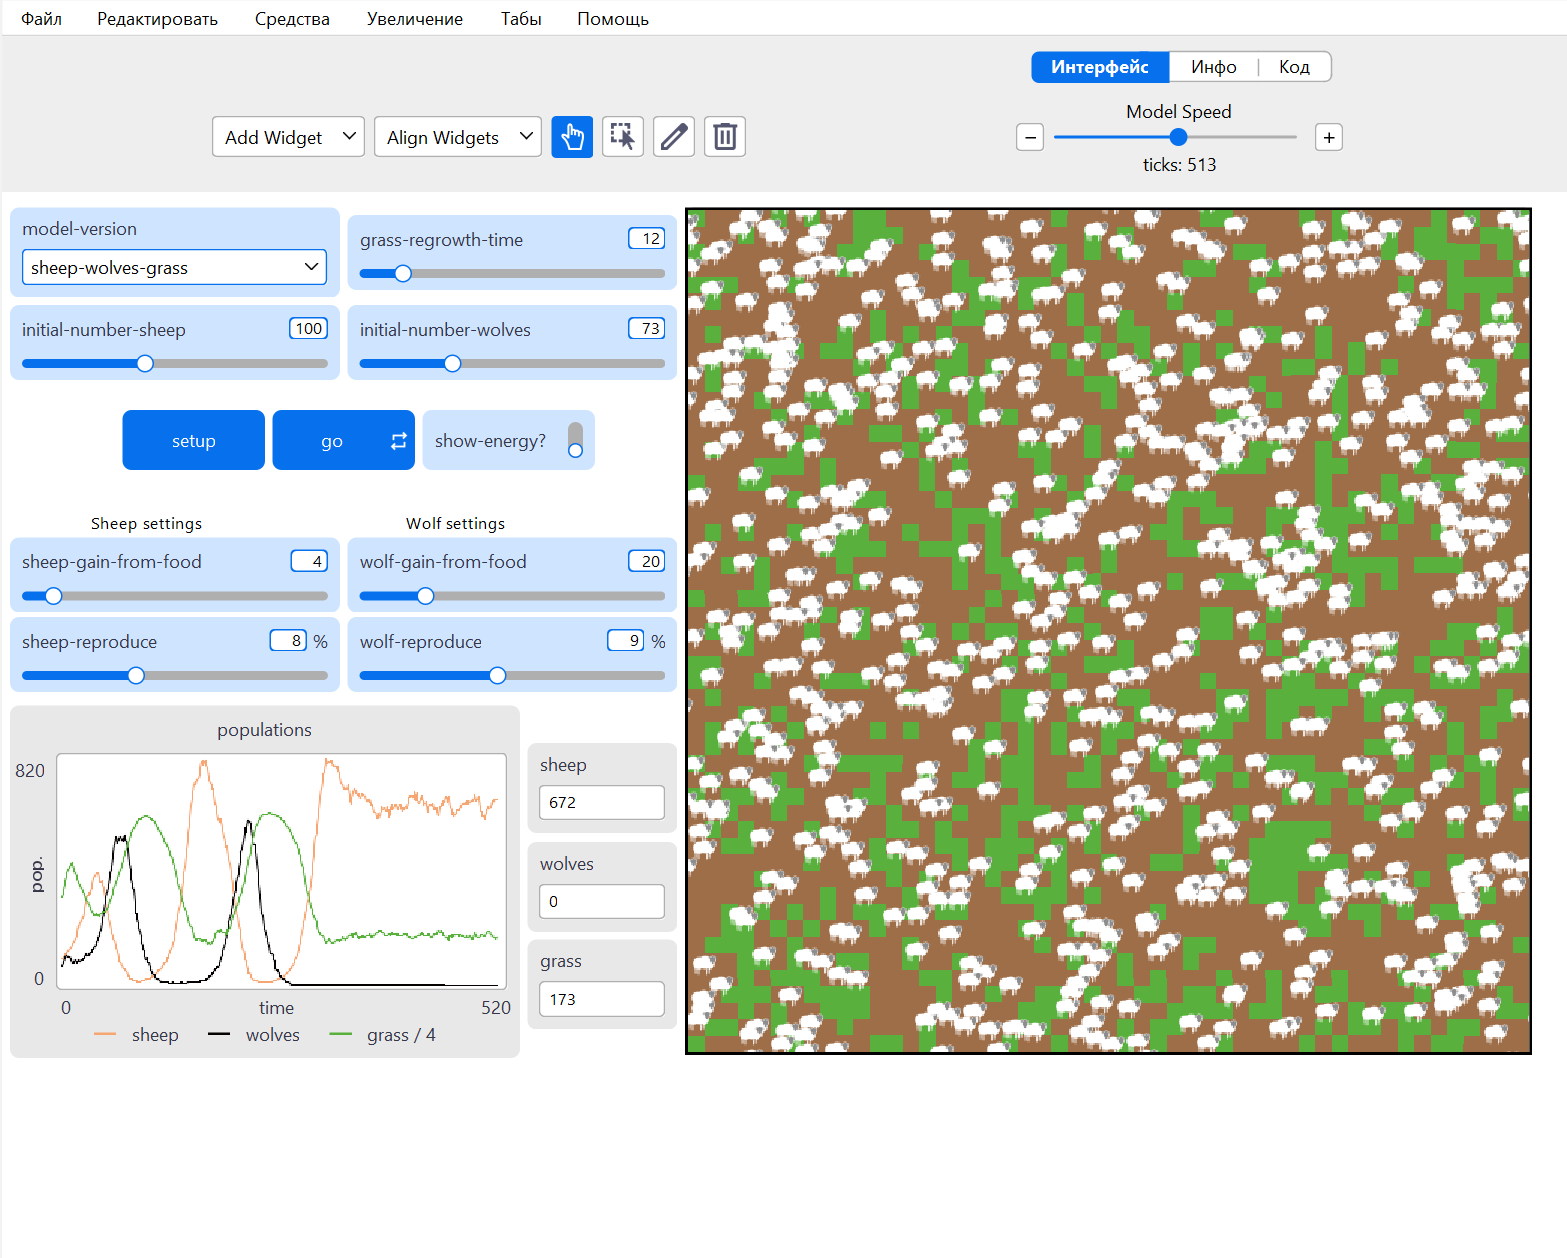 Файл Редактировать Средства Увеличение Табы Помощь
Интерфейс Инфо Код
Model Speed
Add Widget Align Widgets
ticks: 513
model-version
sheep-wolves-grass
grass-regrowth-time 12
initial-number-sheep 100
initial-number-wolves 73
setup go show-energy?
Sheep settings Wolf settings
sheep-gain-from-food 4
wolf-gain-from-food 20
sheep-reproduce 8 %
wolf-reproduce 9 %
populations
820
pop.
0
0 time 520
sheep wolves grass / 4
sheep
672
wolves
0
grass
173